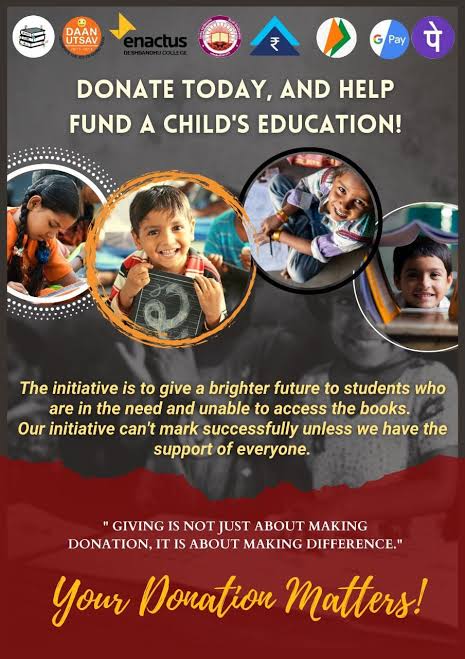 DAAN
UTSAV
enactus
DESHBANDHU COLLEGE
G Pay
पे
DONATE TODAY, AND HELP
FUND A CHILD'S EDUCATION!
The initiative is to give a brighter future to students who
are in the need and unable to access the books.
Our initiative can't mark successfully unless we have the
support of everyone.
" GIVING IS NOT JUST ABOUT MAKING
DONATION, IT IS ABOUT MAKING DIFFERENCE."
Your Donation Matters!